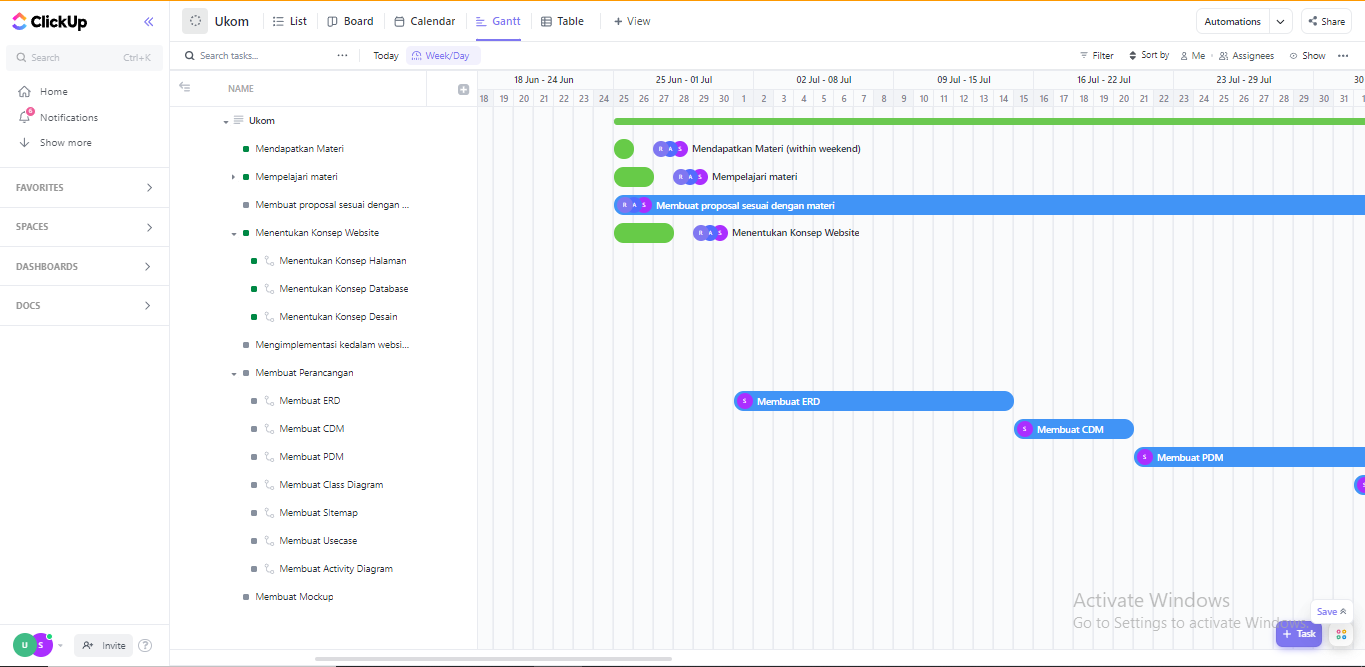 ClickUp
Ukom
List
Board
Calendar
Gantt
Table
+ View
Automations
Share
Search
Ctrl+K
Search tasks...
Today
Week/Day
Filter
Sort by
Me
Assignees
Show
Home
6
Notifications
Show more
FAVORITES
SPACES
DASHBOARDS
DOCS
NAME
18 Jun - 24 Jun
25 Jun - 01 Jul
02 Jul - 08 Jul
09 Jul - 15 Jul
16 Jul - 22 Jul
23 Jul - 29 Jul
30
18 19 20 21 22 23 24 25 26 27 28 29 30 1 2 3 4 5 6 7 8 9 10 11 12 13 14 15 16 17 18 19 20 21 22 23 24 25 26 27 28 29 30 31 1
Ukom
Mendapatkan Materi
R A S Mendapatkan Materi (within weekend)
Mempelajari materi
R A S Mempelajari materi
Membuat proposal sesuai dengan ...
R A S Membuat proposal sesuai dengan materi
Menentukan Konsep Website
R A S Menentukan Konsep Website
Menentukan Konsep Halaman
Menentukan Konsep Database
Menentukan Konsep Desain
Mengimplementasi kedalam websi...
Membuat Perancangan
Membuat ERD
S Membuat ERD
Membuat CDM
S Membuat CDM
Membuat PDM
S Membuat PDM
Membuat Class Diagram
S
Membuat SItemap
Membuat Usecase
Membuat Activity Diagram
Membuat Mockup
Activate Windows
Go to Settings to activate Windows.
Save
+ Task
U S
Invite
?